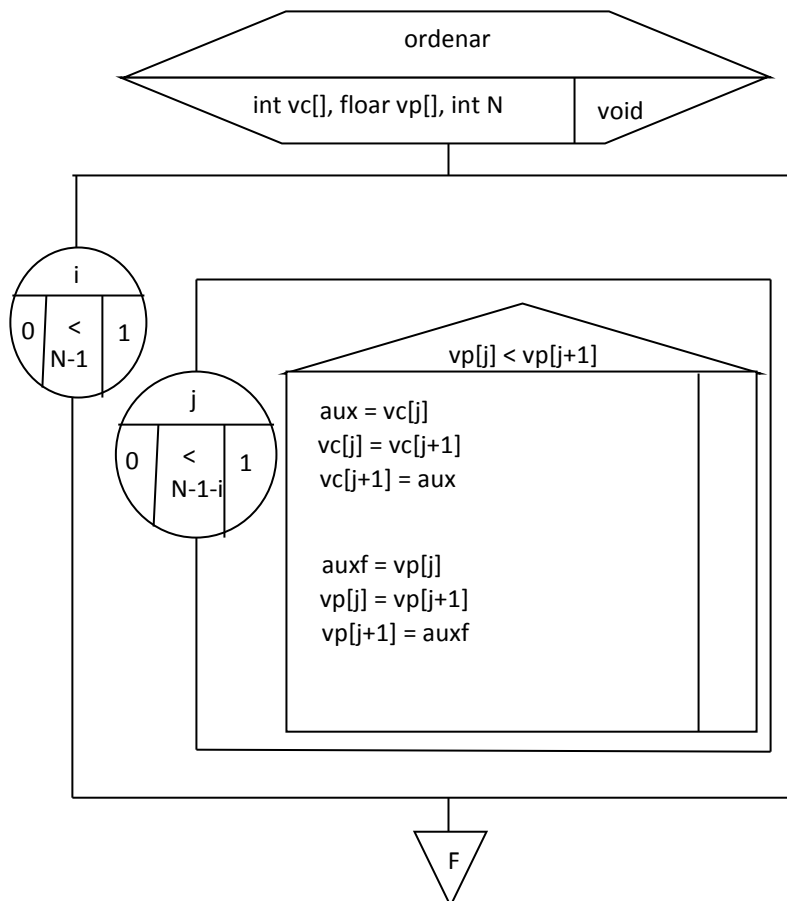 ordenar
int vc[], floar vp[], int N
void
i
0
<
N-1
1
vp[j] < vp[j+1]
j
0
<
N-1-i
1
aux = vc[j]
vc[j] = vc[j+1]
vc[j+1] = aux
auxf = vp[j]
vp[j] = vp[j+1]
vp[j+1] = auxf
F